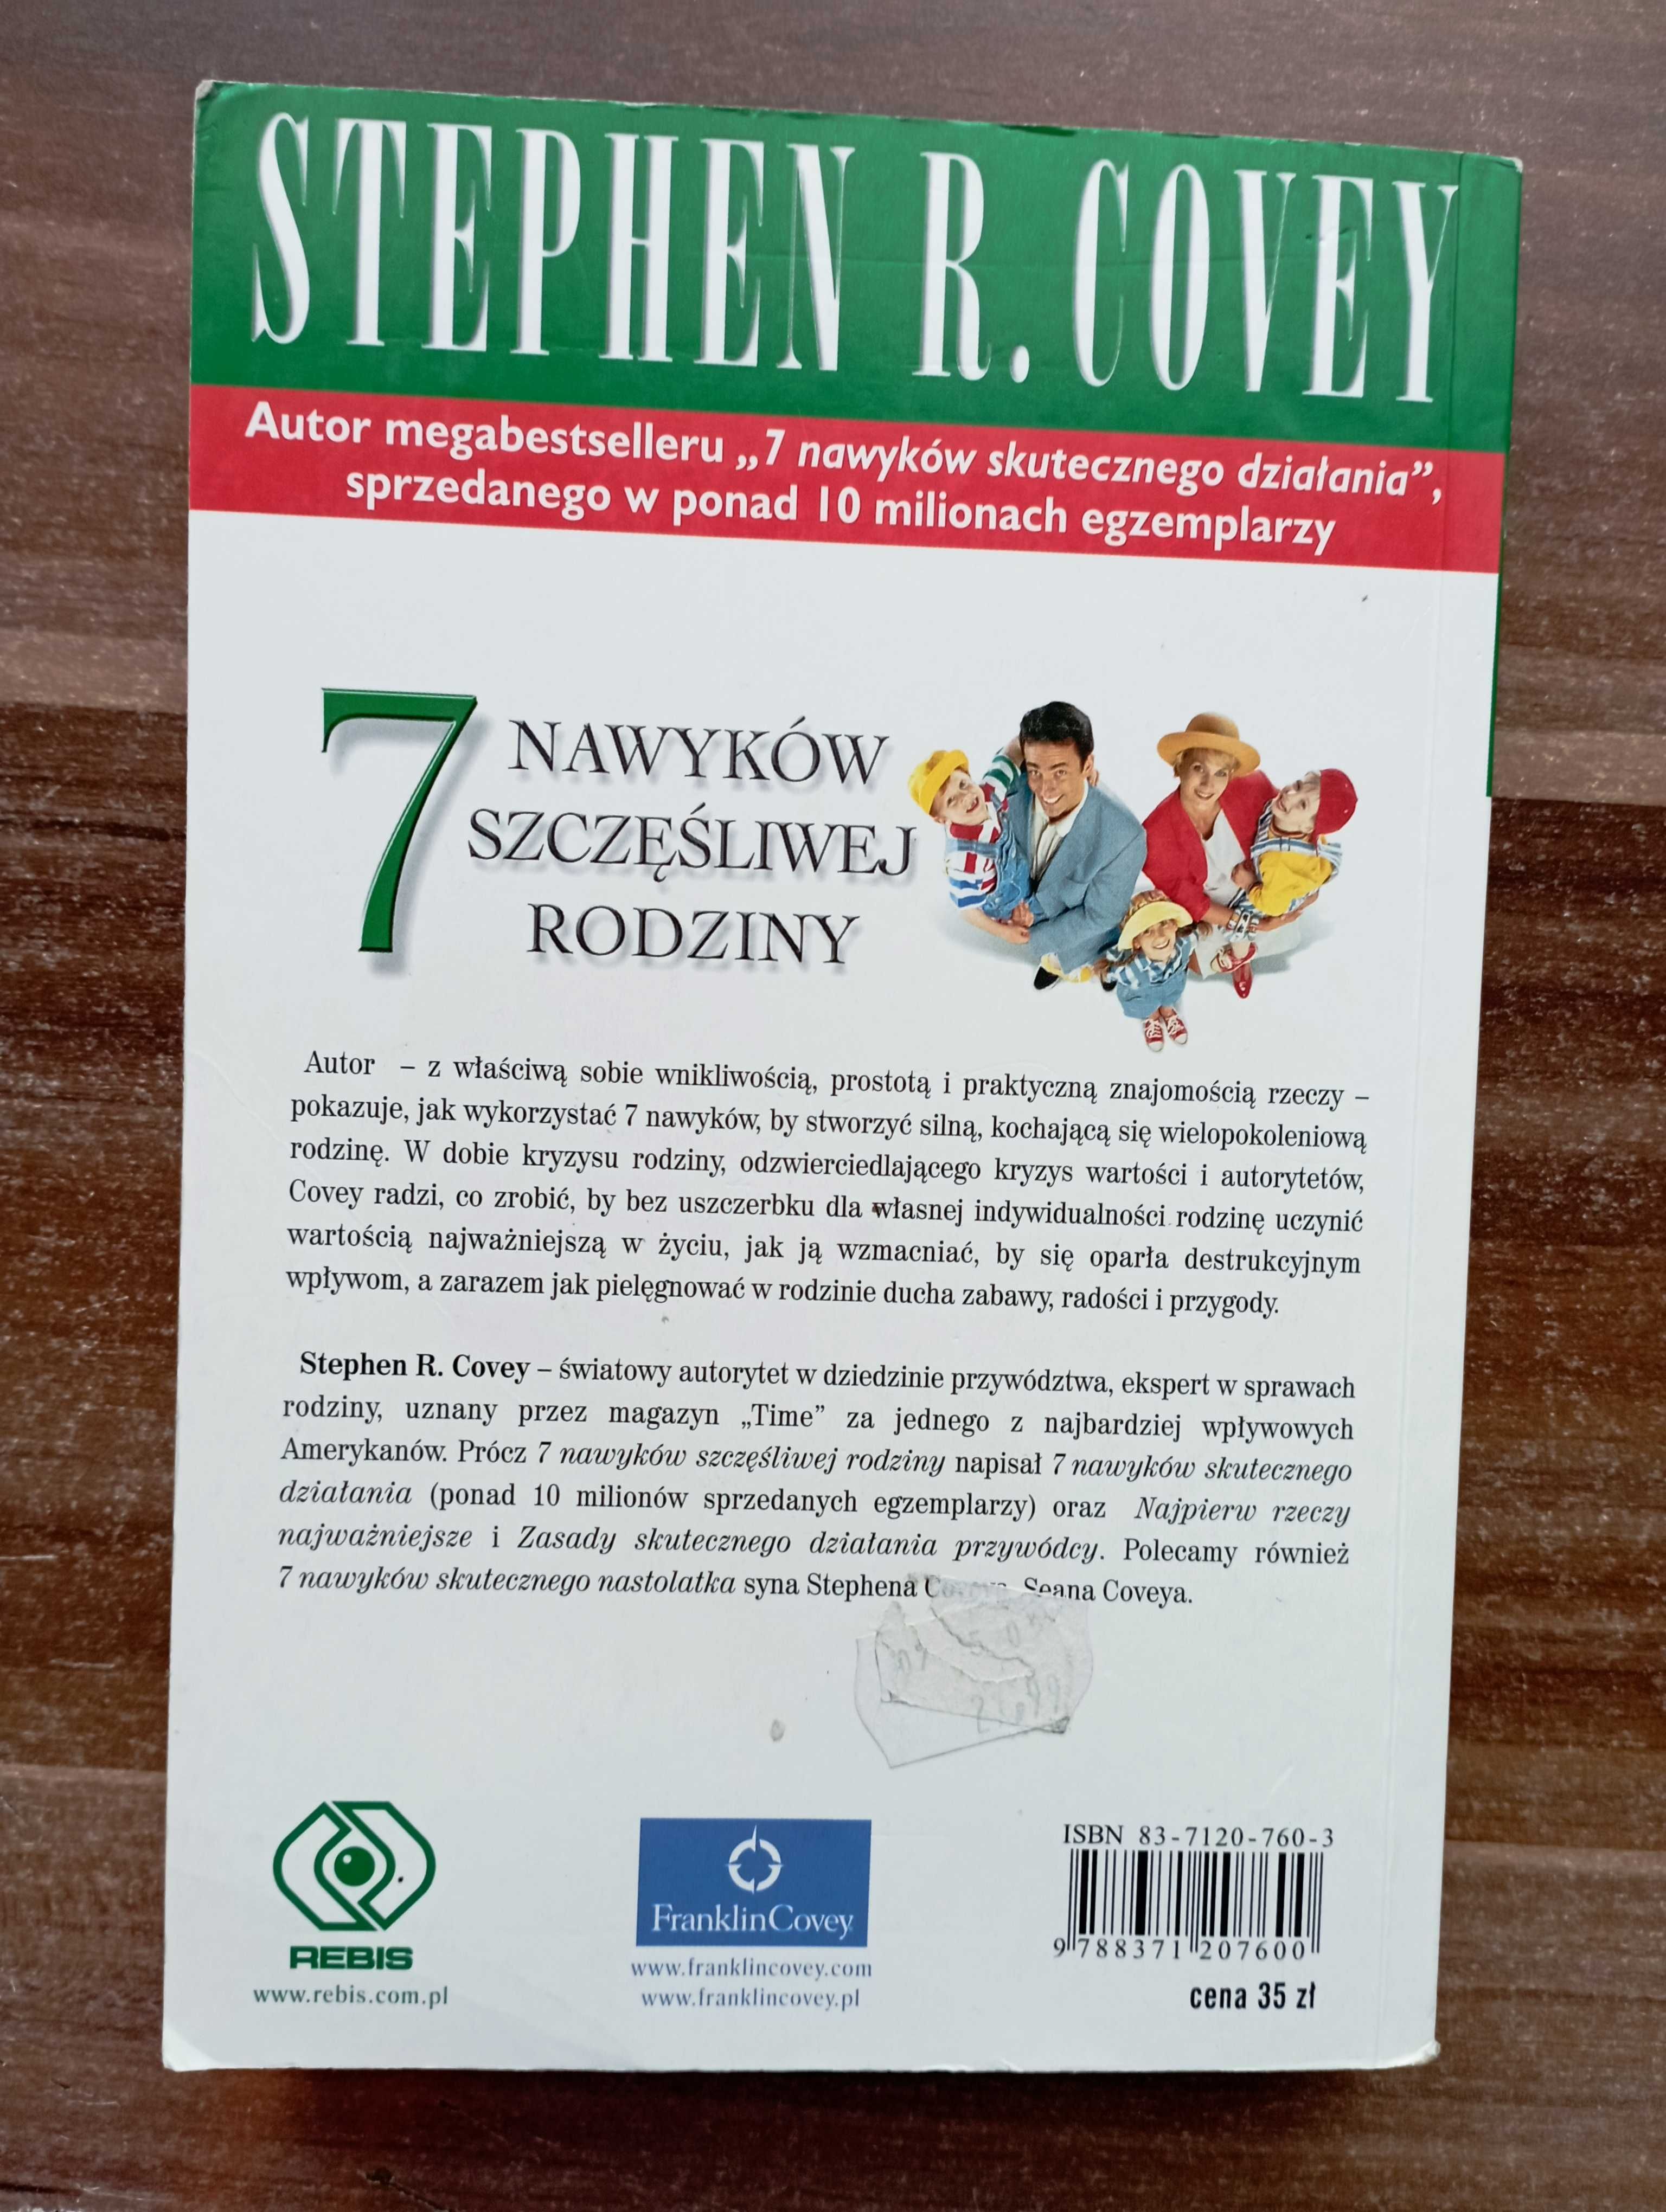 STEPHEN R. COVEY
Autor megabestselleru „7 nawyków skutecznego działania”,
sprzedanego w ponad 10 milionach egzemplarzy
7 NAWYKÓW
SZCZĘŚLIWEJ
RODZINY
Autor – z właściwą sobie wnikliwością, prostotą i praktyczną znajomością rzeczy –
pokazuje, jak wykorzystać 7 nawyków, by stworzyć silną, kochającą się wielopokoleniową
rodzinę. W dobie kryzysu rodziny, odzwierciedlającego kryzys wartości i autorytetów,
Covey radzi, co zrobić, by bez uszczerbku dla własnej indywidualności rodzinę uczynić
wartością najważniejszą w życiu, jak ją wzmacniać, by się oparła destrukcyjnym
wpływom, a zarazem jak pielęgnować w rodzinie ducha zabawy, radości i przygody.
Stephen R. Covey – światowy autorytet w dziedzinie przywództwa, ekspert w sprawach
rodziny, uznany przez magazyn „Time” za jednego z najbardziej wpływowych
Amerykanów. Prócz 7 nawyków szczęśliwej rodziny napisał 7 nawyków skutecznego
działania (ponad 10 milionów sprzedanych egzemplarzy) oraz Najpierw rzeczy
najważniejsze i Zasady skutecznego działania przywódcy. Polecamy również
7 nawyków skutecznego nastolatka syna Stephena Seana Coveya.
REBIS
www.rebis.com.pl
FranklinCovey
www.franklincovey.com
www.franklincovey.pl
ISBN 83-7120-760-3
9 788371 207600
cena 35 zł